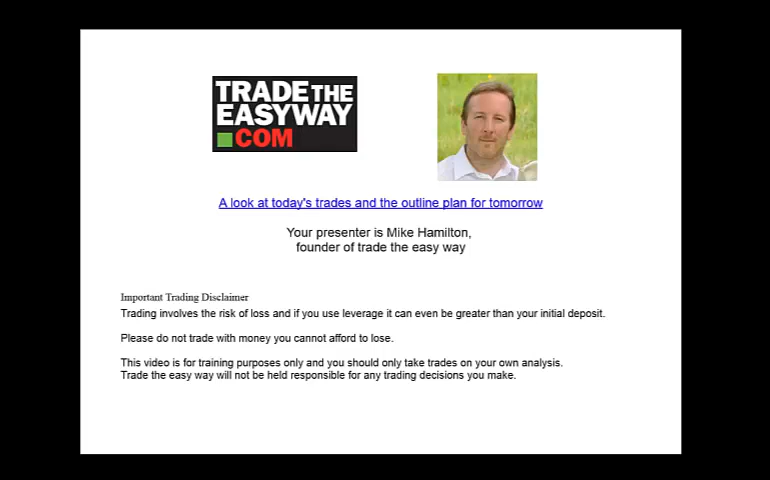 TRADE THE
EASYWAY
.COM
A look at today's trades and the outline plan for tomorrow
Your presenter is Mike Hamilton,
founder of trade the easy way
Important Trading Disclaimer
Trading involves the risk of loss and if you use leverage it can even be greater than your initial deposit.
Please do not trade with money you cannot afford to lose.
This video is for training purposes only and you should only take trades on your own analysis.
Trade the easy way will not be held responsible for any trading decisions you make.